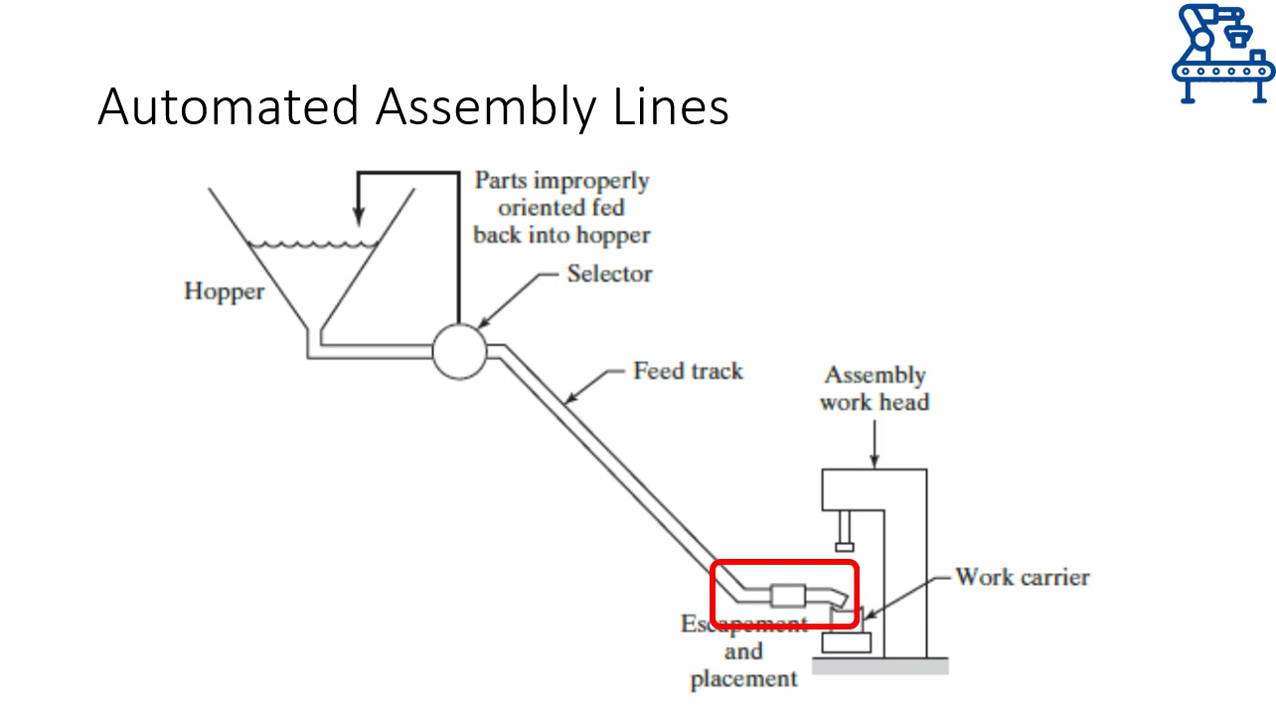 Automated Assembly Lines
Parts improperly
oriented fed
back into hopper
Selector
Hopper
Feed track
Assembly
work head
Work carrier
Escapement
and
placement